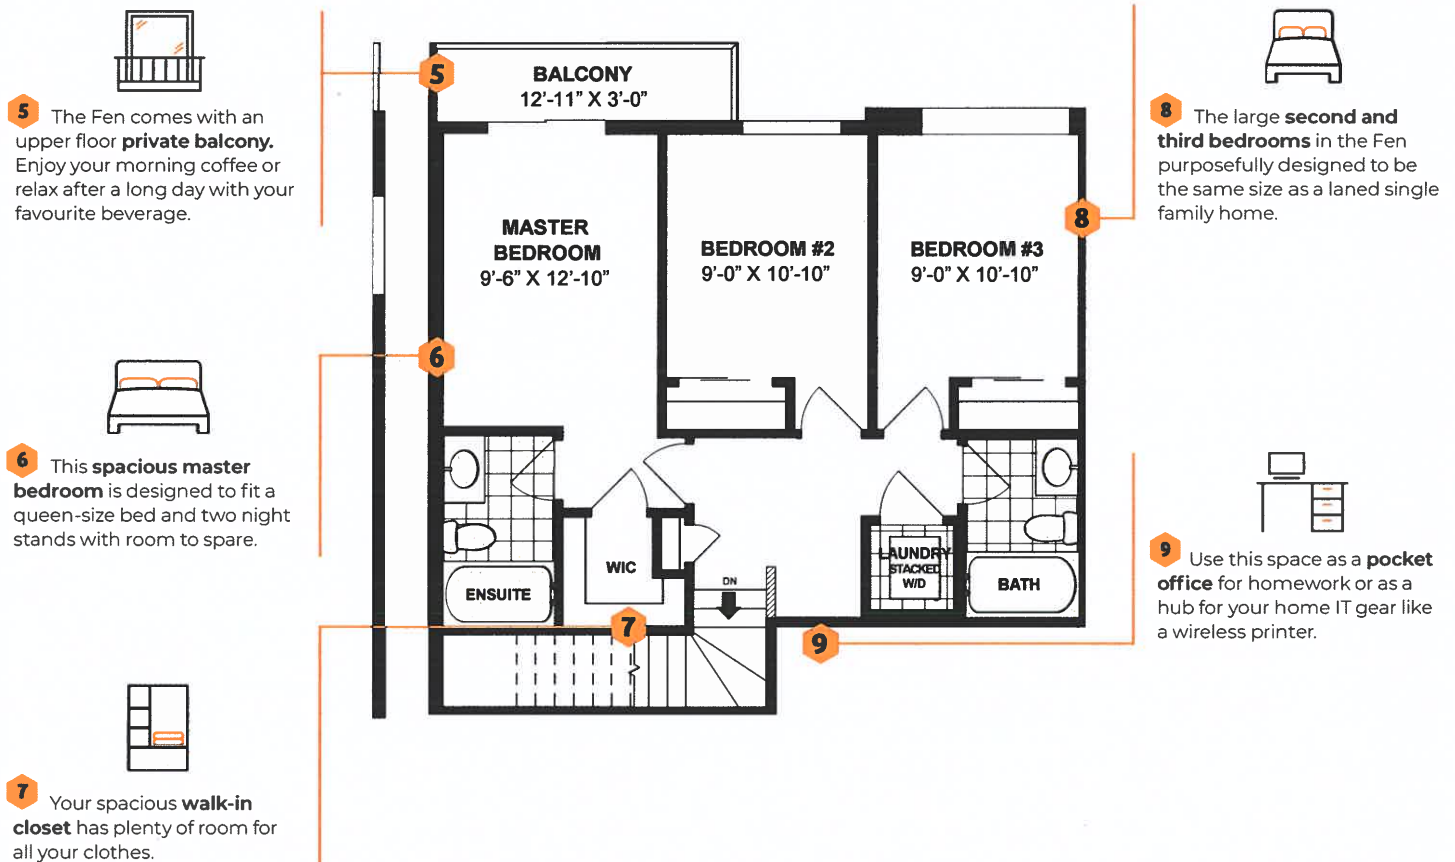 5 The Fen comes with an
upper floor private balcony.
Enjoy your morning coffee or
relax after a long day with your
favourite beverage.
6 This spacious master
bedroom is designed to fit a
queen-size bed and two night
stands with room to spare.
7 Your spacious walk-in
closet has plenty of room for
all your clothes.
5
BALCONY
12'-11" X 3'-0"
MASTER
BEDROOM
9'-6" X 12'-10"
BEDROOM #2
9'-0" X 10'-10"
BEDROOM #3
9'-0" X 10'-10"
8
6
ENSUITE
WIC
DN
LAUNDRY
STACKED
W/D
BATH
7
9
8 The large second and
third bedrooms in the Fen
purposefully designed to be
the same size as a laned single
family home.
9 Use this space as a pocket
office for homework or as a
hub for your home IT gear like
a wireless printer.